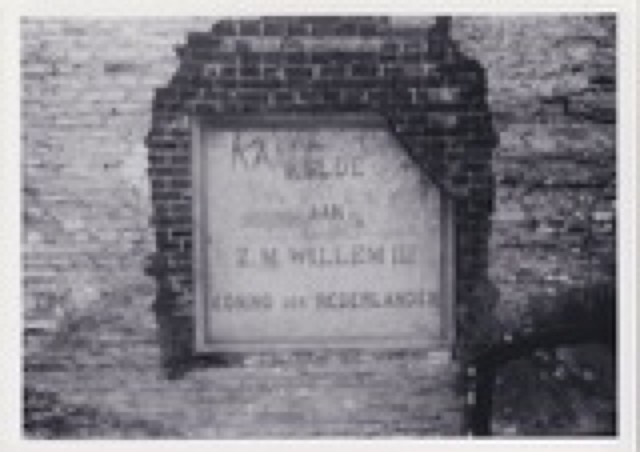 HULDE
AAN
Z.M. WILLEM III
KONING DER NEDERLANDEN